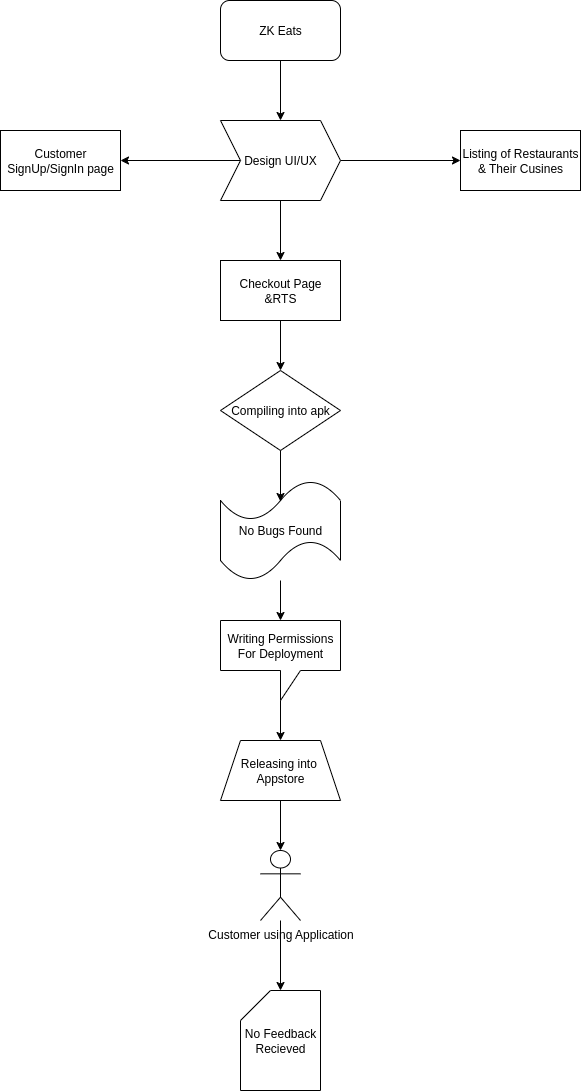 ZK Eats
Customer
SignUp/SignIn page
Design UI/UX
Listing of Restaurants
& Their Cusines
Checkout Page
&RTS
Compiling into apk
No Bugs Found
Writing Permissions
For Deployment
Releasing into
Appstore
Customer using Application
No Feedback
Recieved